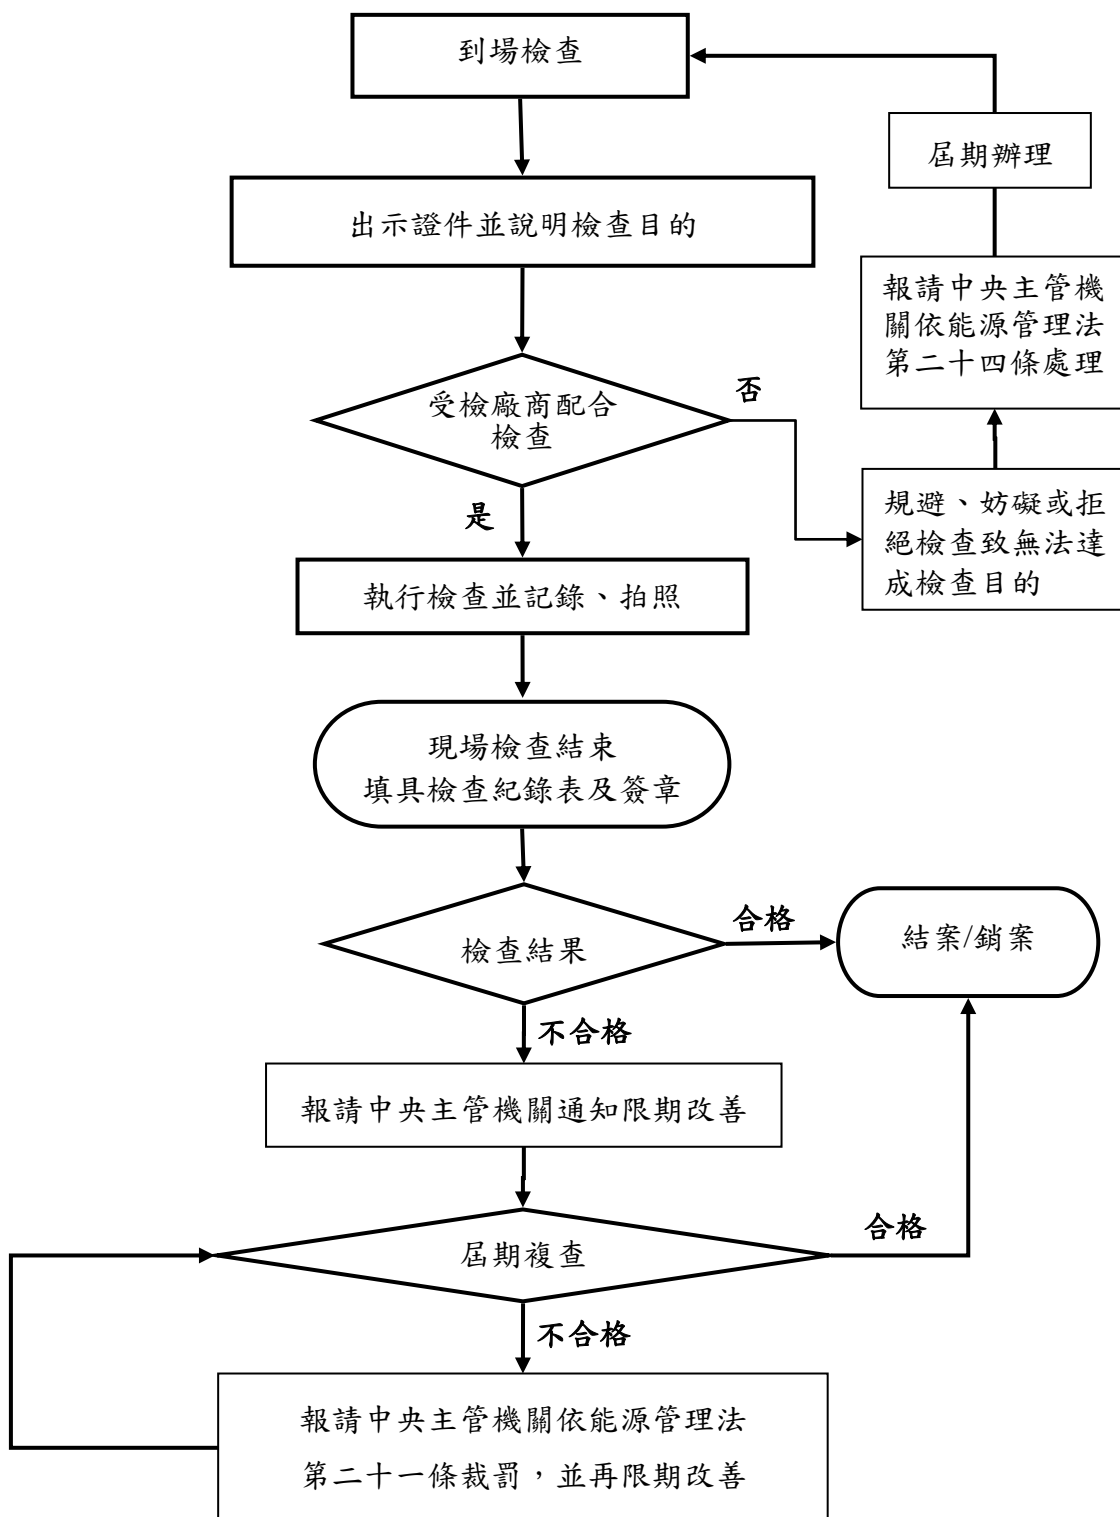 到場檢查
屆期辦理
出示證件並說明檢查目的
報請中央主管機
關依能源管理法
第二十四條處理
受檢廠商配合
檢查
否
規避、妨礙或拒
絕檢查致無法達
成檢查目的
是
執行檢查並記錄、拍照
現場檢查結束
填具檢查紀錄表及簽章
檢查結果
合格
結案/銷案
不合格
報請中央主管機關通知限期改善
屆期複查
合格
不合格
報請中央主管機關依能源管理法
第二十一條裁罰，並再限期改善